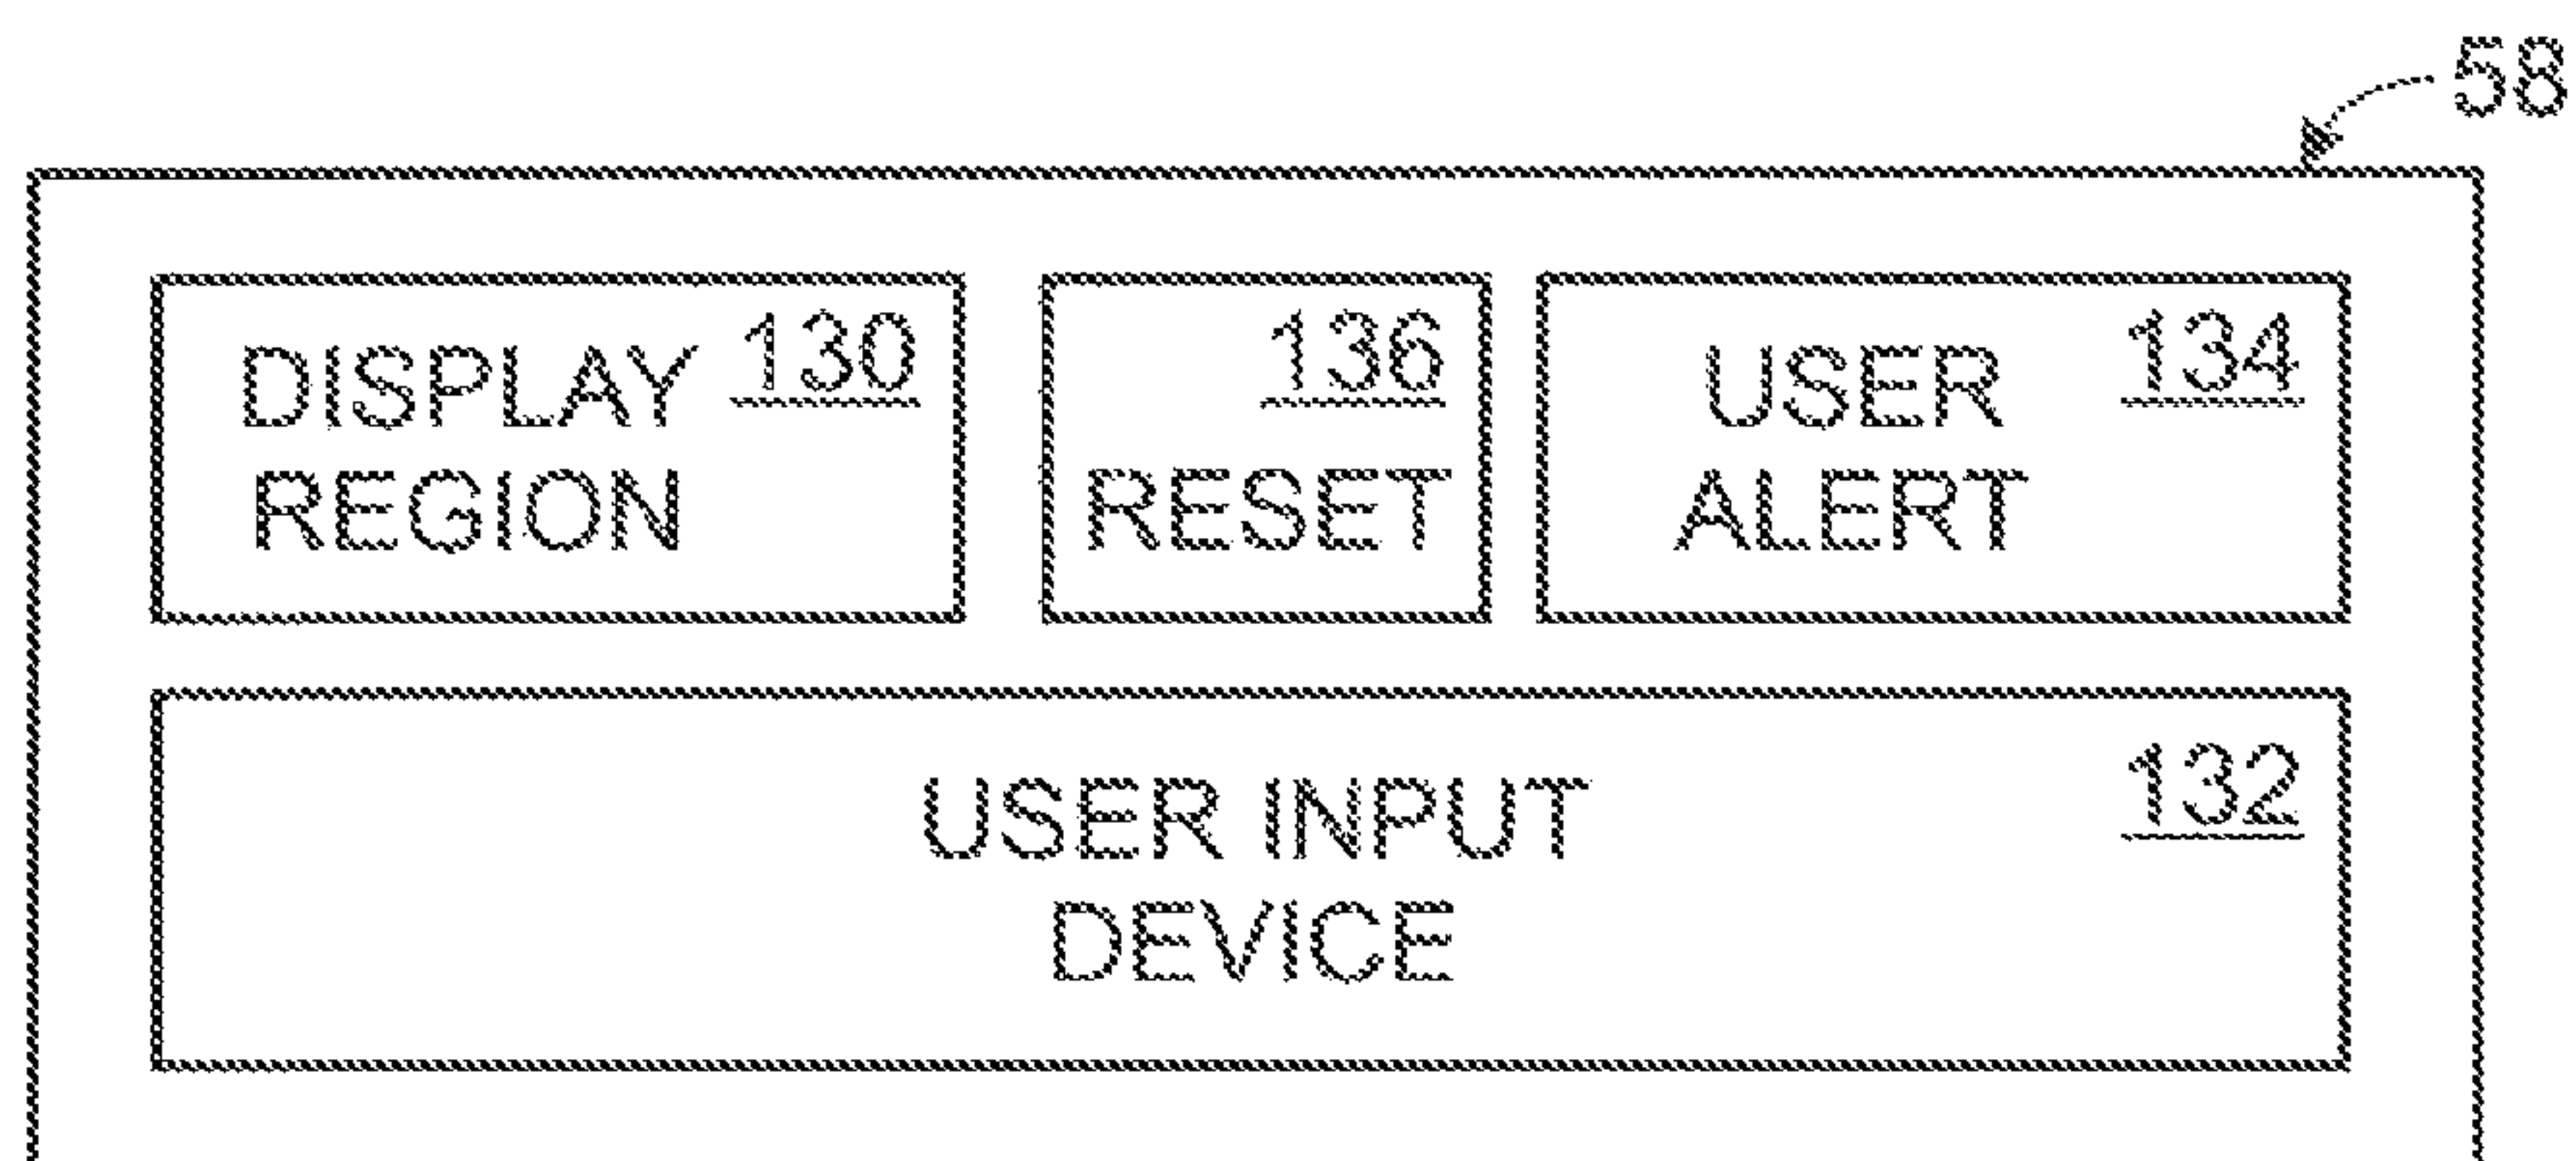 58
DISPLAY 130
REGION
136
RESET
USER 134
ALERT
132
USER INPUT
DEVICE